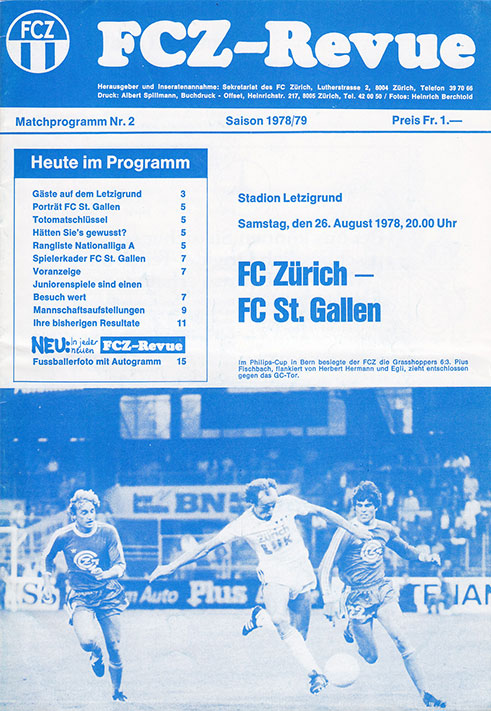 FCZ
FCZ-Revue
Herausgeber und Inseratenannahme: Sekretariat des FC Zürich, Lutherstrasse 2, 8004 Zürich, Telefon 39 70 66
Druck: Albert Spillmann, Buchdruck - Offset, Heinrichstr. 217, 8005 Zürich, Tel. 42 00 50 / Fotos: Heinrich Berchtold
Matchprogramm Nr. 2 Saison 1978/79 Preis Fr. 1.—
Heute im Programm
Gäste auf dem Letzigrund 3
Porträt FC St. Gallen 5
Totomatschlüssel 5
Hätten Sie's gewusst? 5
Rangliste Nationalliga A 5
Spielerkader FC St. Gallen 7
Voranzeige 7
Juniorenspiele sind einen
Besuch wert 7
Mannschaftsaufstellungen 9
Ihre bisherigen Resultate 11
NEU: in jeder neuen FCZ-Revue
Fussballerfoto mit Autogramm 15
Stadion Letzigrund
Samstag, den 26. August 1978, 20.00 Uhr
FC Zürich –
FC St. Gallen
Im Philips-Cup in Bern besiegte der FCZ die Grasshoppers 6:3. Plus
Fischbach, flankiert von Herbert Hermann und Egli, zieht entschlossen
gegen das GC-Tor.
BNS
Zürich
LUK
Plus